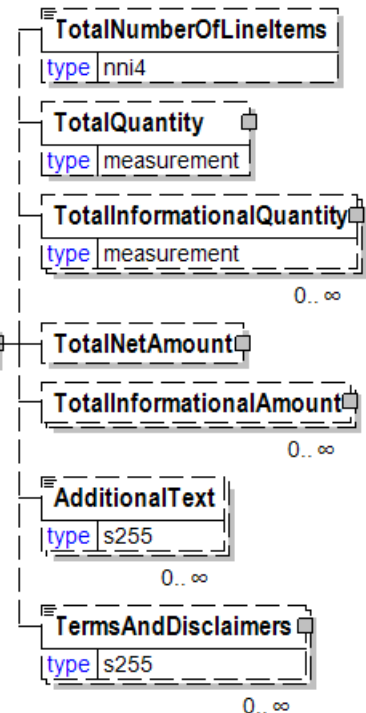 TotalNumberOfLineItems
type nni4
TotalQuantity
type measurement
TotalInformationalQuantity
type measurement
0.. ∞
TotalNetAmount
TotalInformationalAmount
0.. ∞
AdditionalText
type s255
0.. ∞
TermsAndDisclaimers
type s255
0.. ∞